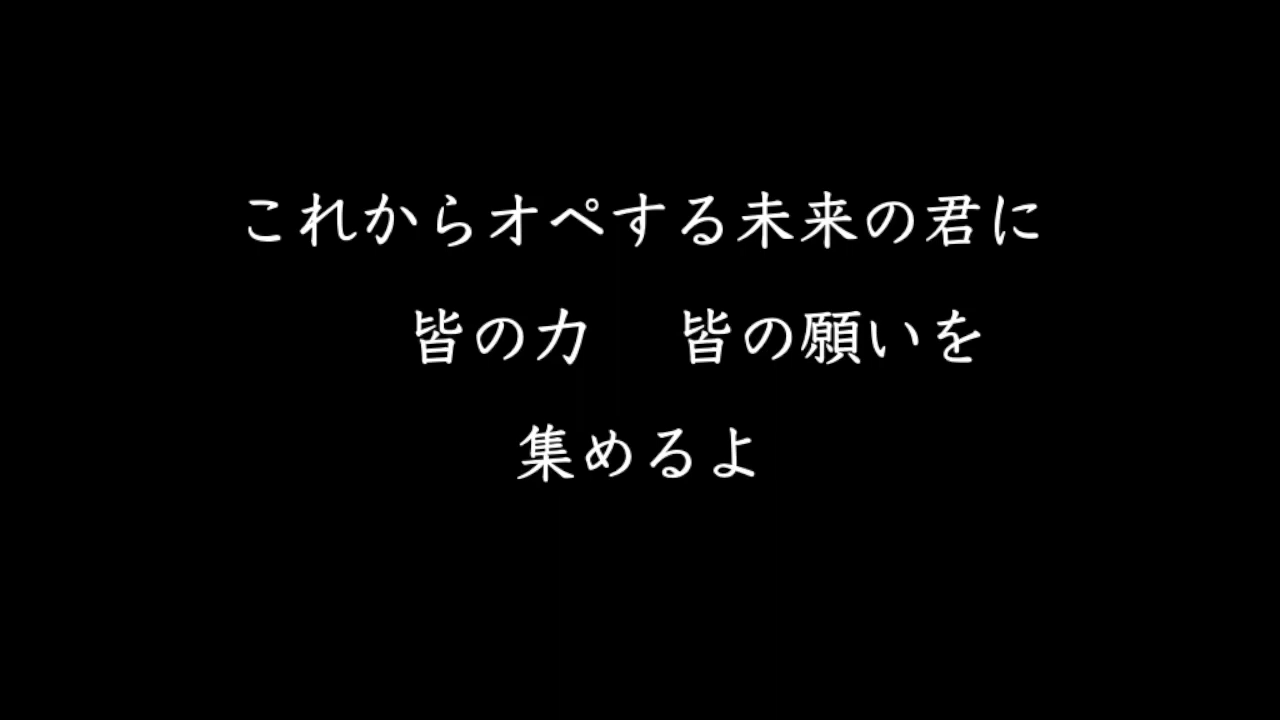 これからオペする未来の君に
皆の力　皆の願いを
集めるよ